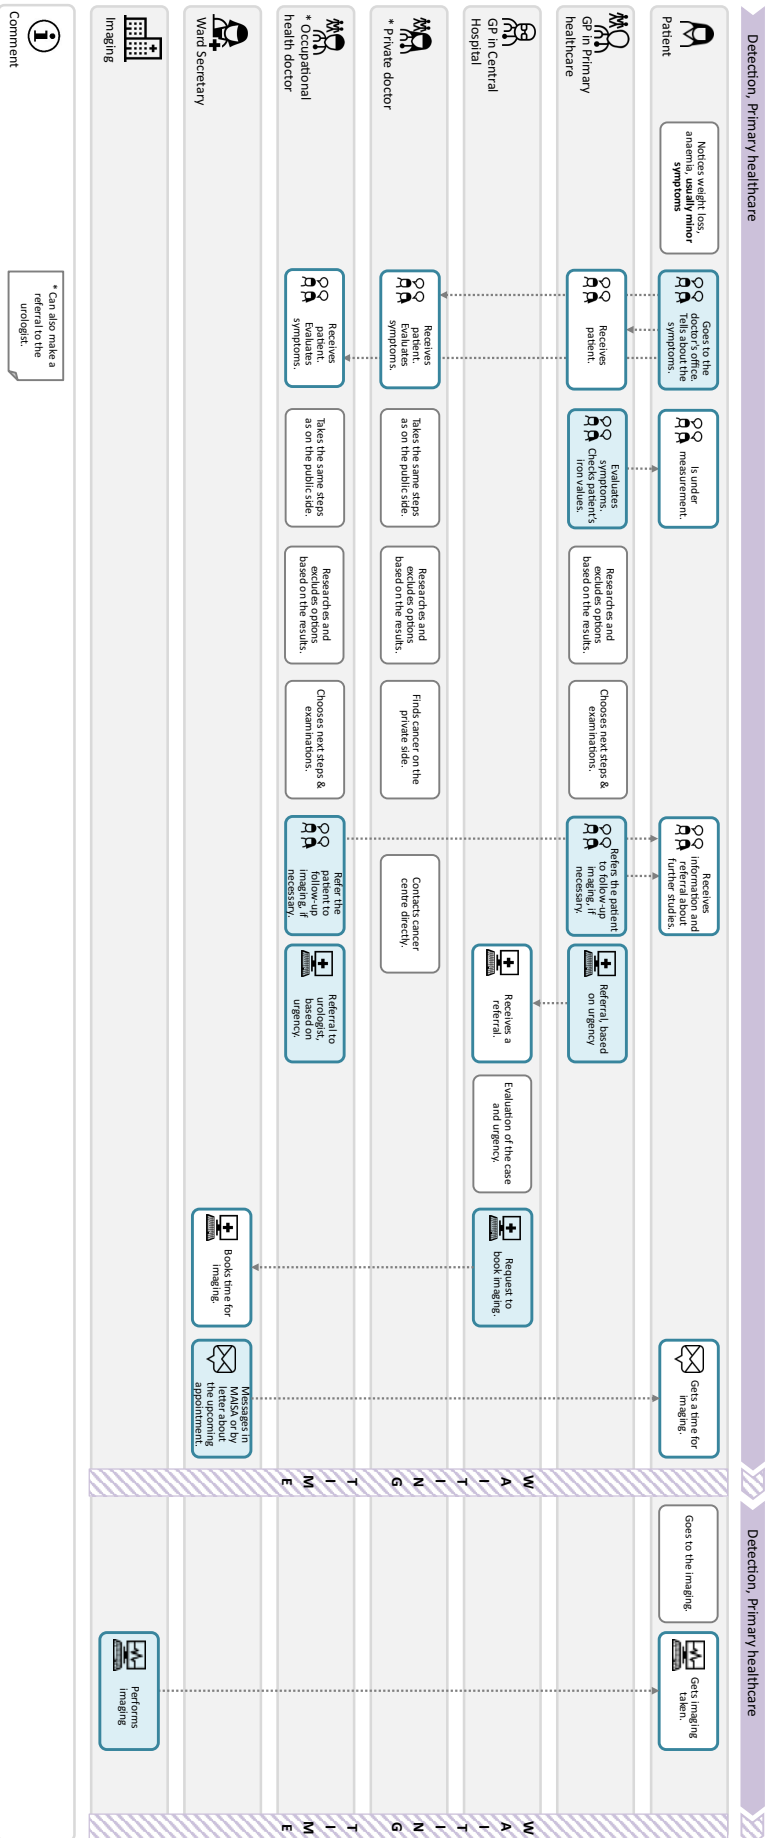 Detection, Primary healthcare
Detection, Primary healthcare
Patient
Notices weight loss,
anaemia, usually minor
symptoms
Goes to the
doctor's office.
Tells about the
symptoms.
Is under
measurement.
Receives
information and
referral about
further studies.
Gets a time for
imaging.
Goes to the imaging.
Gets imaging
taken.
GP in Primary
healthcare
Receives
patient.
Evaluates
symptoms.
Checks patient's
iron values.
Researches and
excludes options
based on the results.
Chooses next steps &
examinations.
Refers the patient
to follow-up
imaging, if
necessary.
Referral, based
on urgency
GP in Central
Hospital
Receives a
referral.
Evaluation of the case
and urgency.
Request to
book imaging.
* Private doctor
Receives
patient.
Evaluates
symptoms.
Takes the same steps
as on the public side.
Researches and
excludes options
based on the results.
Finds cancer on the
private side.
Contacts cancer
centre directly.
* Occupational
health doctor
Receives
patient.
Evaluates
symptoms.
Takes the same steps
as on the public side.
Researches and
excludes options
based on the results.
Chooses next steps &
examinations.
Refer the
patient to
follow-up
imaging, if
necessary.
Referral to
urologist,
based on
urgency.
Ward Secretary
Books time for
imaging.
Messages in
MAISA or by
letter about
the upcoming
appointment.
Imaging
Performs
imaging
WAITING TIME
WAITING TIME
Comment
* Can also make a
referral to the
urologist.